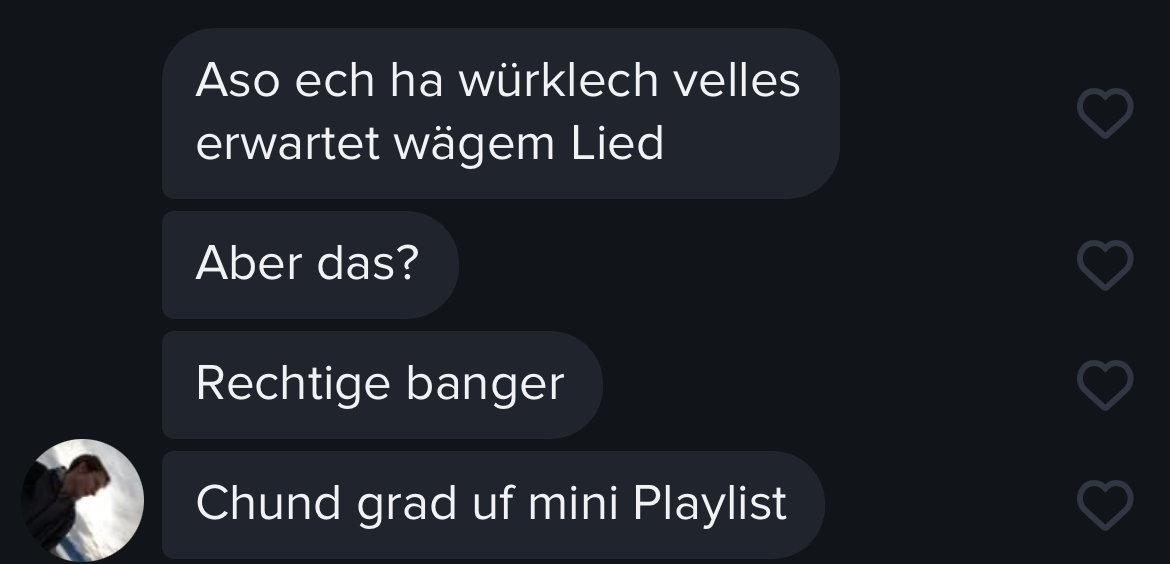 Aso ech ha würklech velles
erwartet wägem Lied
Aber das?
Rechtige banger
Chund grad uf mini Playlist